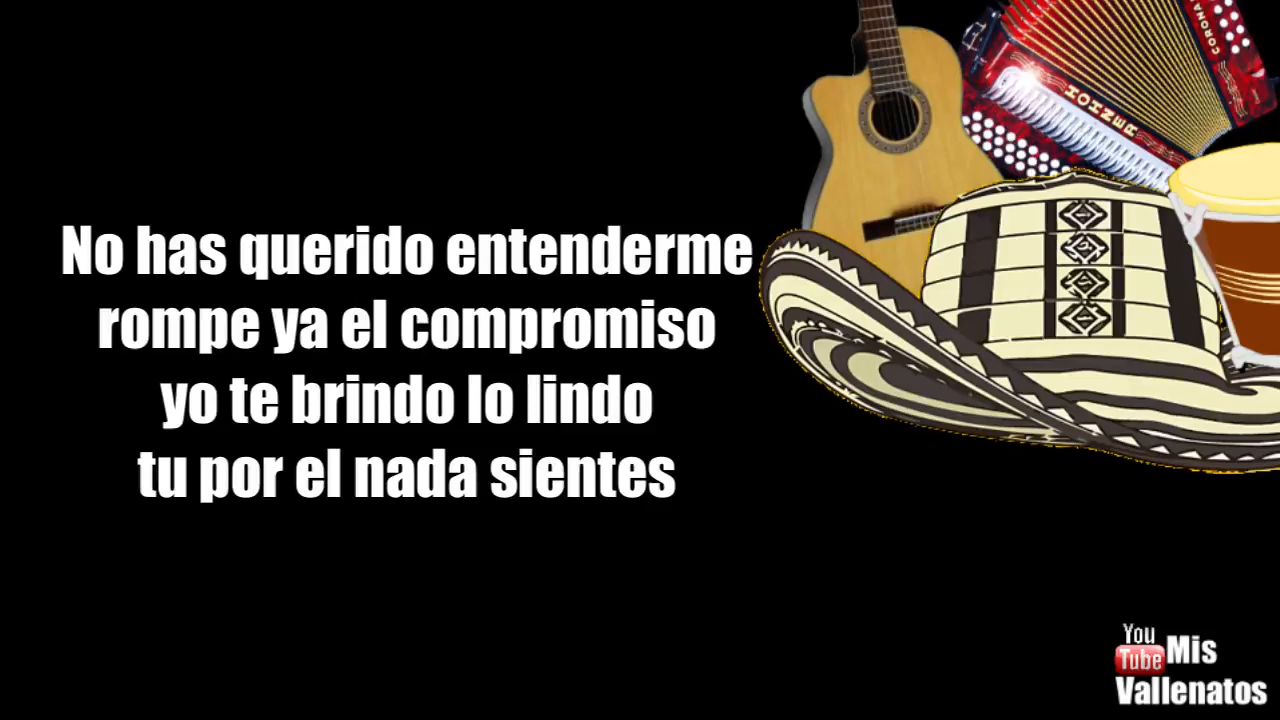 No has querido entenderme
rompe ya el compromiso
yo te brindo lo lindo
tu por el nada sientes
HOHNER
CORONA
You
Tube Mis
Vallenatos